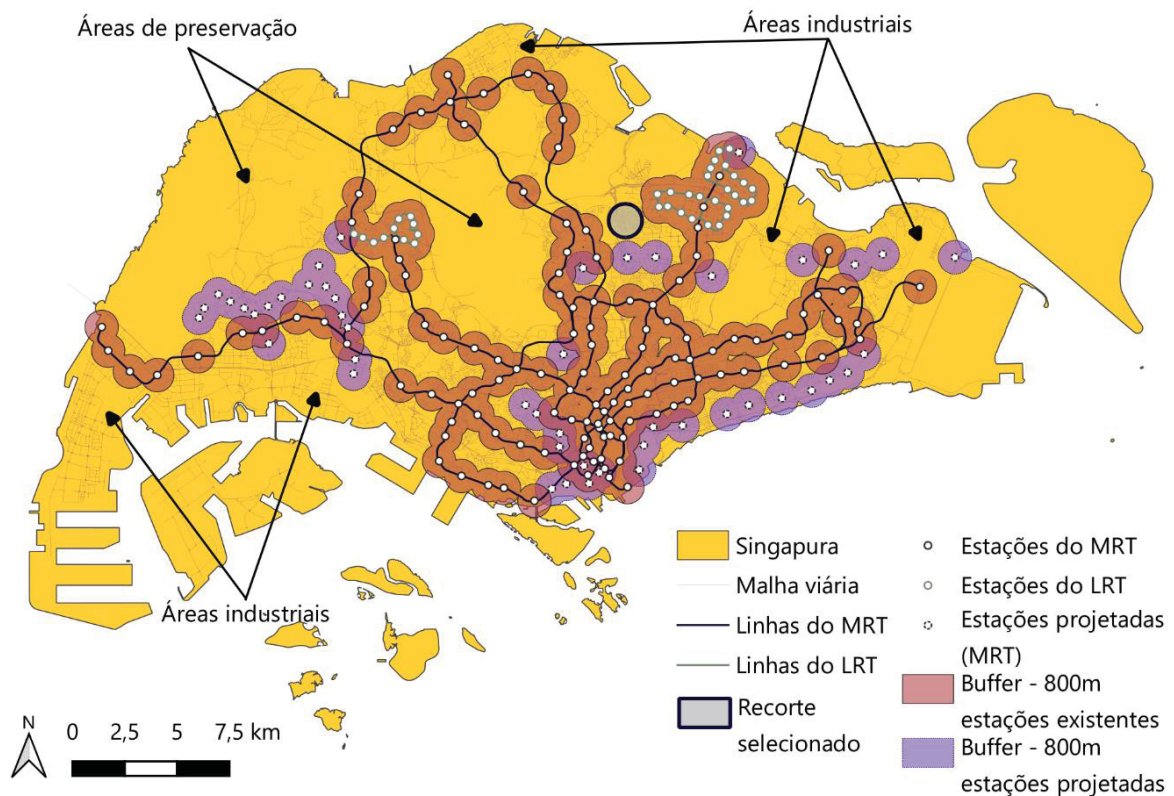 Áreas de preservação
Áreas industriais
Áreas industriais
Singapura
Malha viária
Linhas do MRT
Linhas do LRT
Recorte
selecionado
Estações do MRT
Estações do LRT
Estações projetadas
(MRT)
Buffer - 800m
estações existentes
Buffer - 800m
estações projetadas
N
0 2,5 5 7,5 km